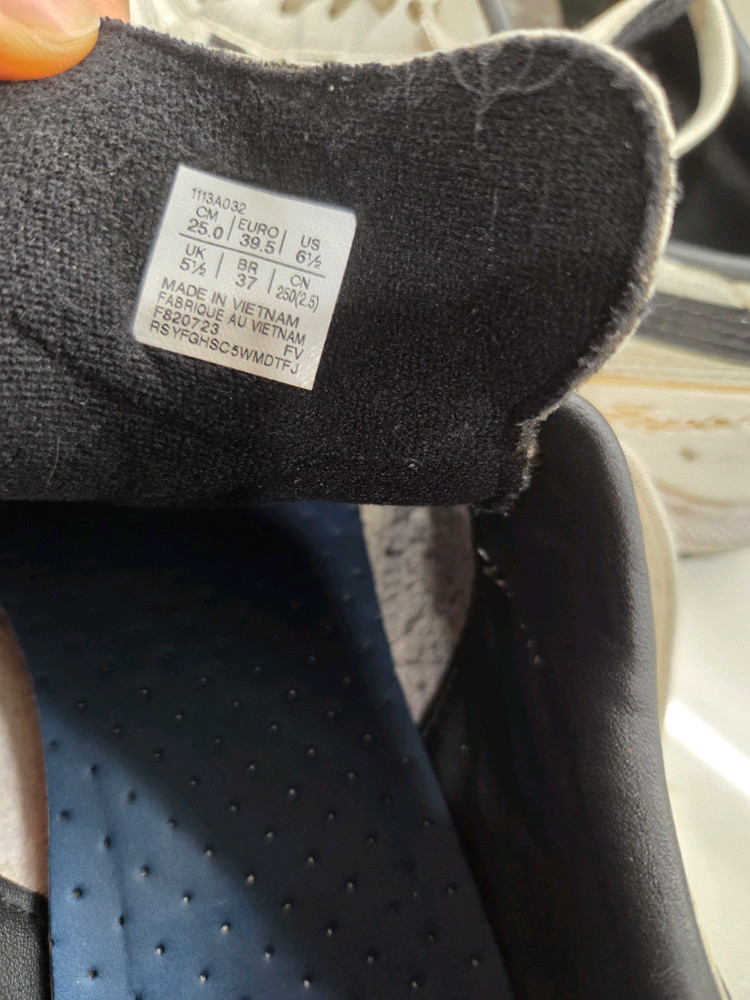 1113A032
CM 25.0 | EURO 39.5 | US 6½
UK 5½ | BR 37 | CN 250(2.5)
MADE IN VIETNAM
FABRIQUE AU VIETNAM
F820723 FV
RSYFGHSC5WMDTFJ